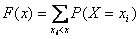 F(x) = ∑ P(X = x_i)
x_i<x